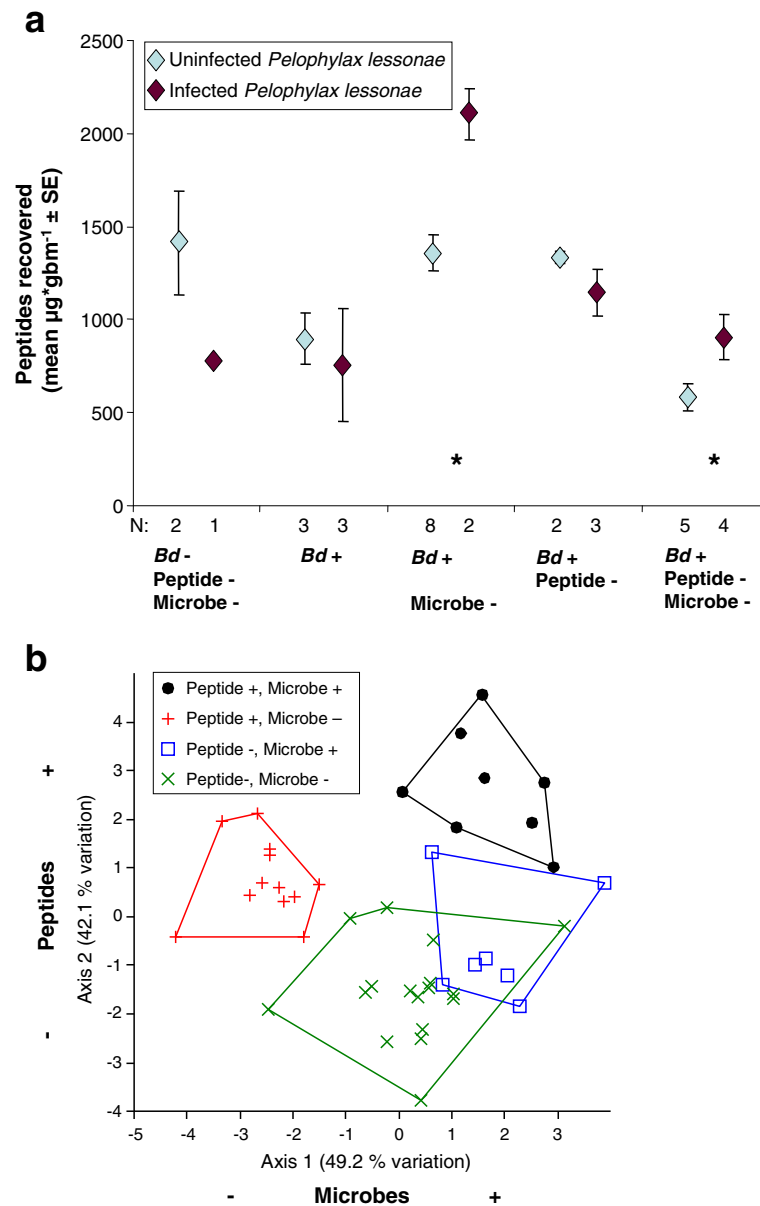 a
2500
2000
1500
1000
500
0
Peptides recovered
(mean µg*gbm-1 ± SE)
Uninfected Pelophylax lessonae
Infected Pelophylax lessonae
* *
N: 2 1 3 3 8 2 2 3 5 4
Bd - Bd + Bd + Bd + Bd +
Peptide - Peptide - Peptide -
Microbe - Microbe - Microbe -
b
Peptide +, Microbe +
Peptide +, Microbe –
Peptide -, Microbe +
Peptide-, Microbe -
4
3
2
1
0
-1
-2
-3
-4
- Peptides +
Axis 2 (42.1 % variation)
-5 -4 -3 -2 -1 0 1 2 3
Axis 1 (49.2 % variation)
- Microbes +